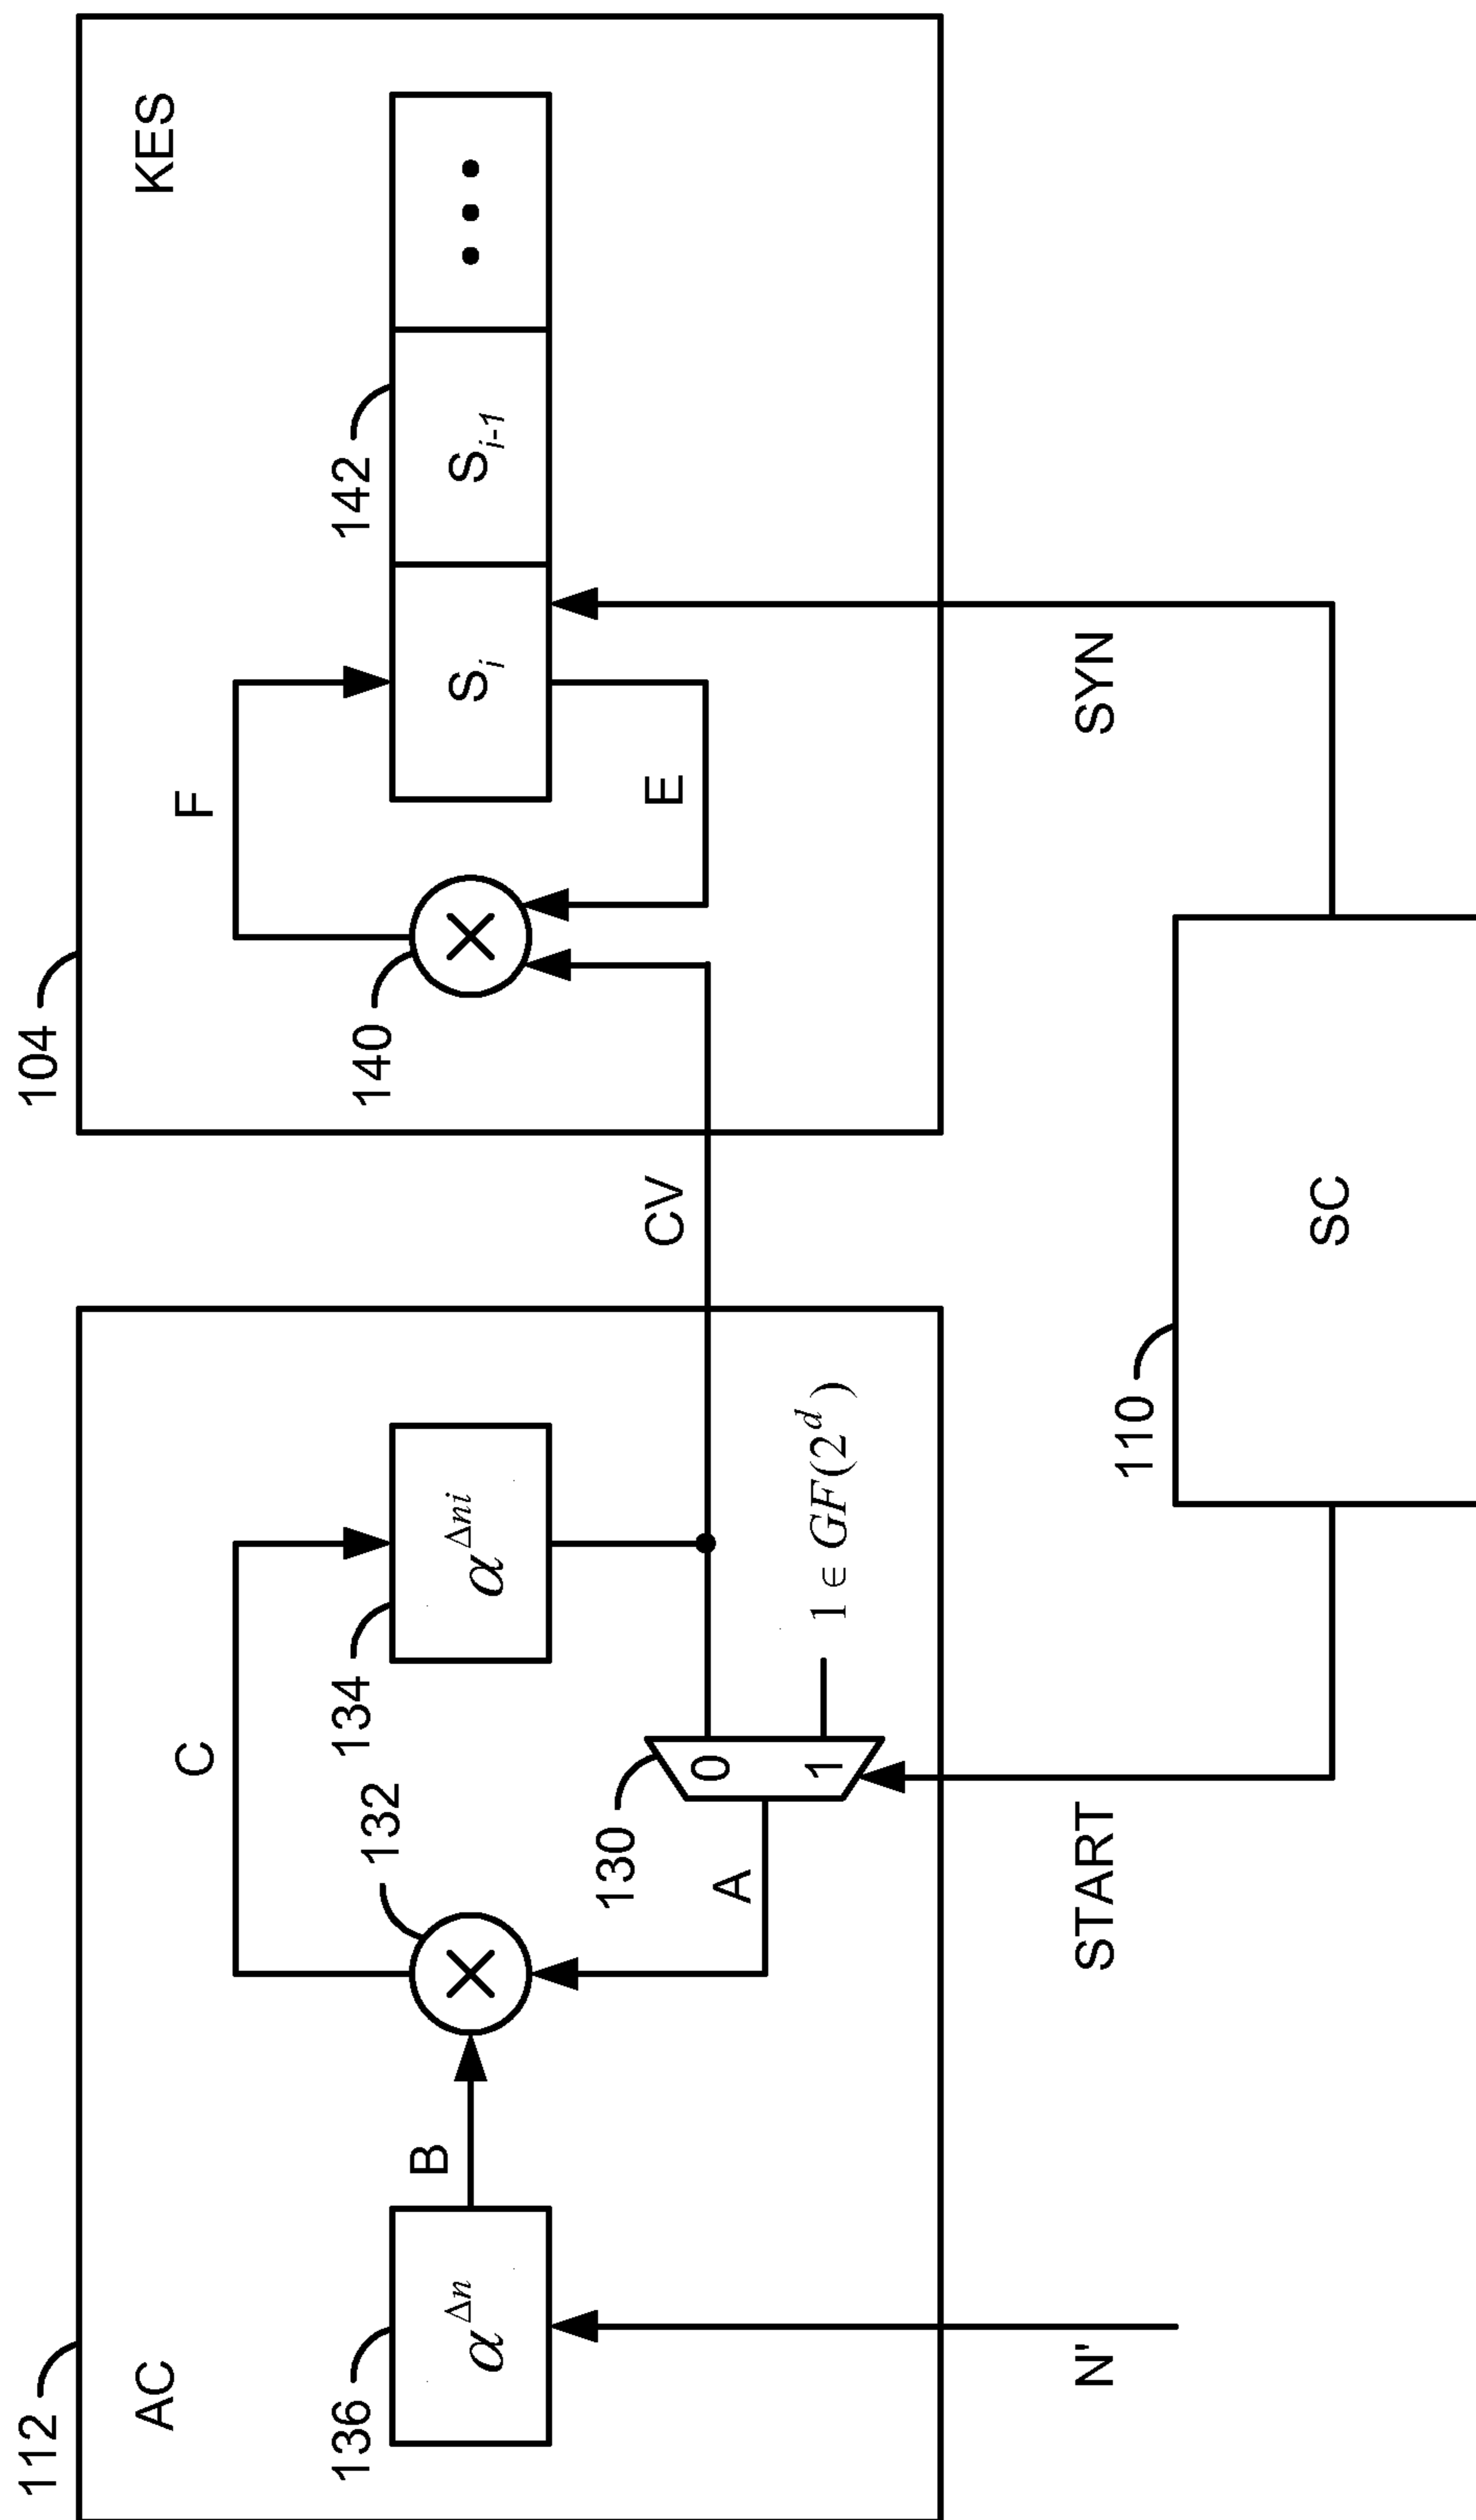 112
AC
136
α^Δn
B
132
C
134
α^Δni
130
0
1
A
1 ∈ GF(2^d)
CV
104
KES
140
F
E
142
S_i
S_{i-1}
•••
N'
START
SYN
110
SC